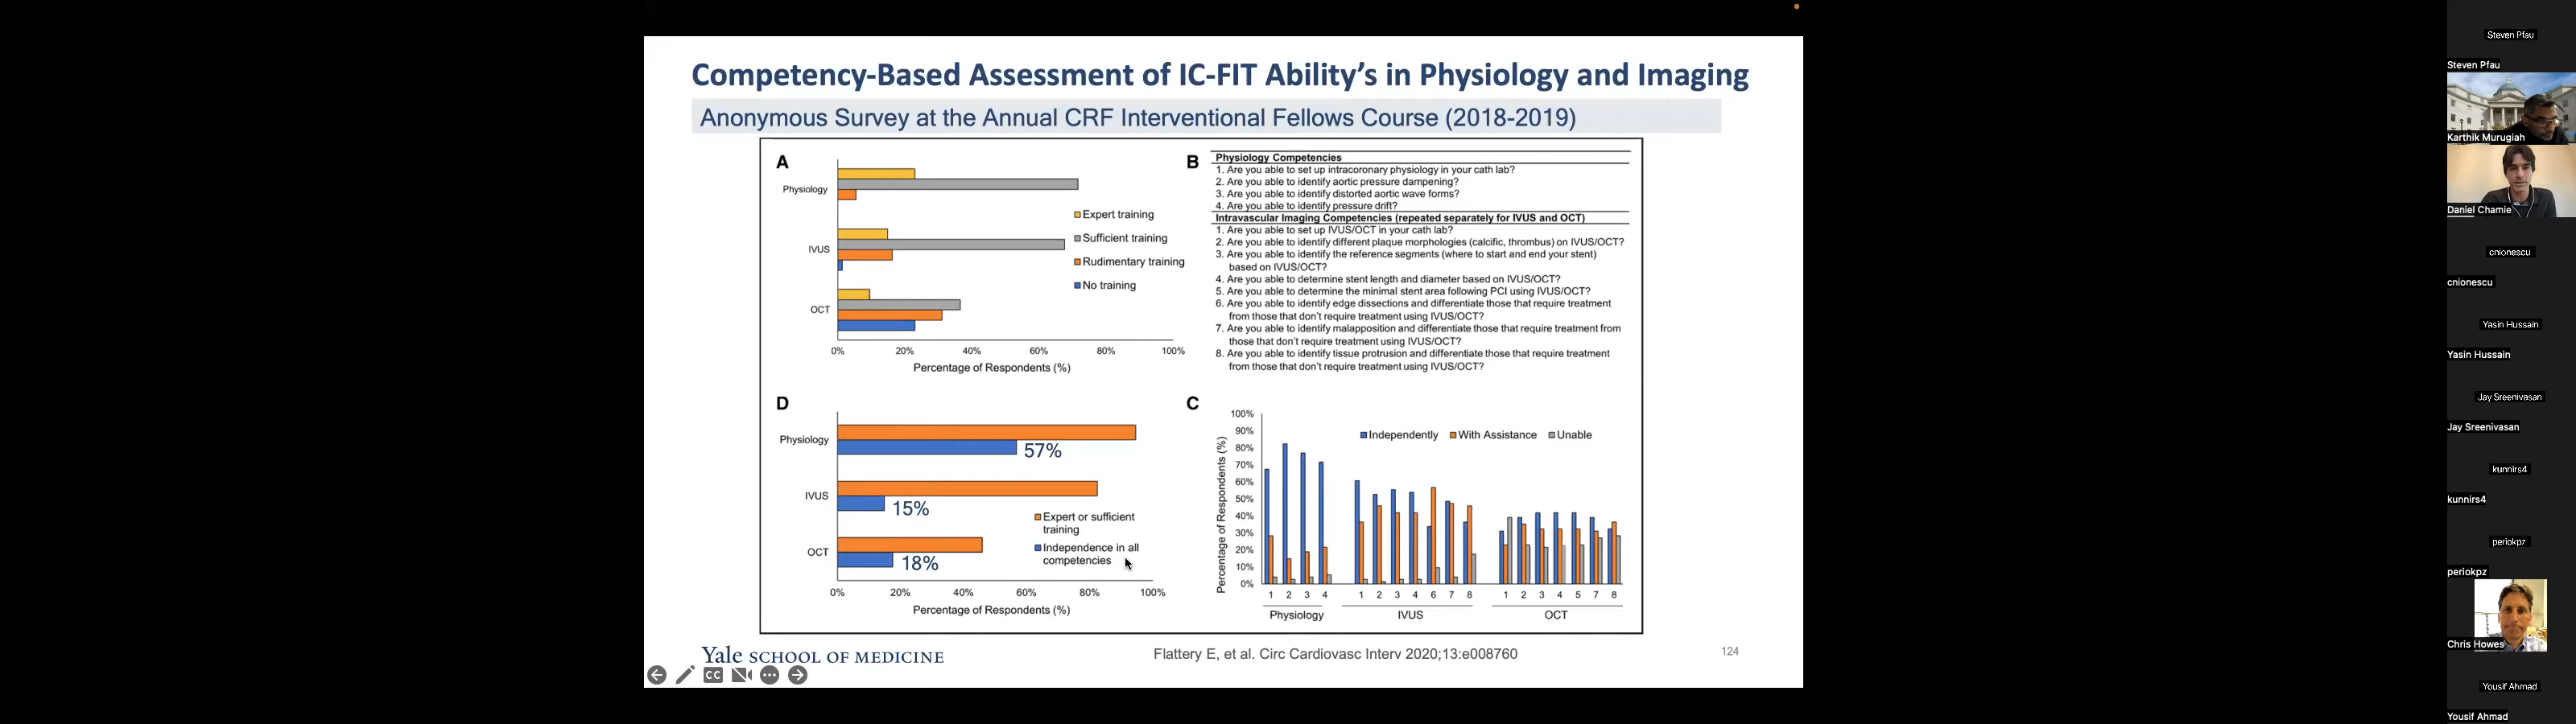 Competency-Based Assessment of IC-FIT Ability’s in Physiology and Imaging
Anonymous Survey at the Annual CRF Interventional Fellows Course (2018-2019)
A
Physiology
IVUS
OCT
Expert training
Sufficient training
Rudimentary training
No training
0% 20% 40% 60% 80% 100%
Percentage of Respondents (%)
B
Physiology Competencies
1. Are you able to set up intracoronary physiology in your cath lab?
2. Are you able to identify aortic pressure dampening?
3. Are you able to identify distorted aortic wave forms?
4. Are you able to identify pressure drift?
Intravascular Imaging Competencies (repeated separately for IVUS and OCT)
1. Are you able to set up IVUS/OCT in your cath lab?
2. Are you able to identify different plaque morphologies (calcific, thrombus) on IVUS/OCT?
3. Are you able to identify the reference segments (where to start and end your stent)
based on IVUS/OCT?
4. Are you able to determine stent length and diameter based on IVUS/OCT?
5. Are you able to determine the minimal stent area following PCI using IVUS/OCT?
6. Are you able to identify edge dissections and differentiate those that require treatment
from those that don’t require treatment using IVUS/OCT?
7. Are you able to identify malapposition and differentiate those that require treatment from
those that don’t require treatment using IVUS/OCT?
8. Are you able to identify tissue protrusion and differentiate those that require treatment
from those that don’t require treatment using IVUS/OCT?
D
Physiology
57%
IVUS
15%
OCT
18%
Expert or sufficient
training
Independence in all
competencies
0% 20% 40% 60% 80% 100%
Percentage of Respondents (%)
C
Percentage of Respondents (%)
100%
90%
80%
70%
60%
50%
40%
30%
20%
10%
0%
Independently With Assistance Unable
1 2 3 4 1 2 3 4 6 7 8 1 2 3 4 5 7 8
Physiology IVUS OCT
Yale SCHOOL OF MEDICINE
Flattery E, et al. Circ Cardiovasc Interv 2020;13:e008760
124
CC
Steven Pfau
Steven Pfau
Karthik Murugiah
Daniel Chamie
cnionescu
cnionescu
Yasin Hussain
Yasin Hussain
Jay Sreenivasan
Jay Sreenivasan
kunnirs4
kunnirs4
periokpz
periokpz
Chris Howes
Yousif Ahmad
Yousif Ahmad